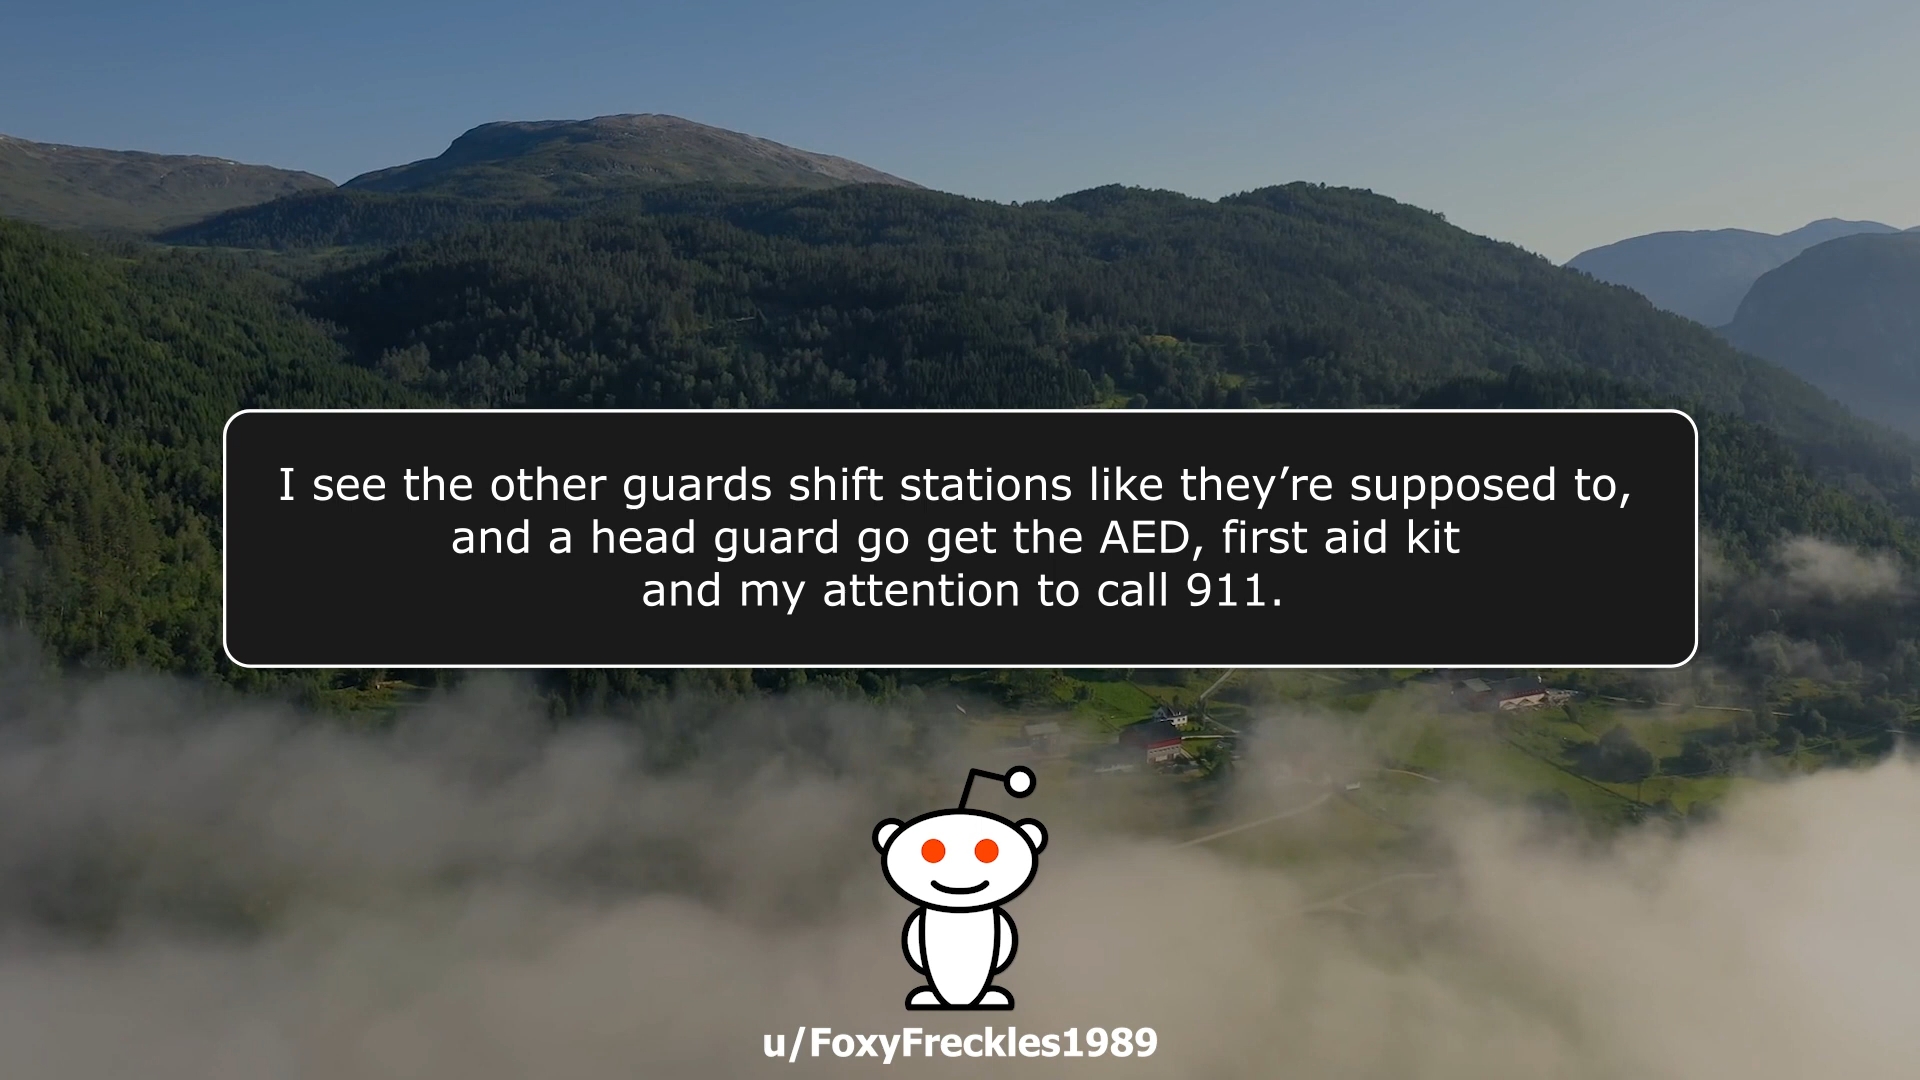 I see the other guards shift stations like they’re supposed to,
and a head guard go get the AED, first aid kit
and my attention to call 911.
u/FoxyFreckles1989